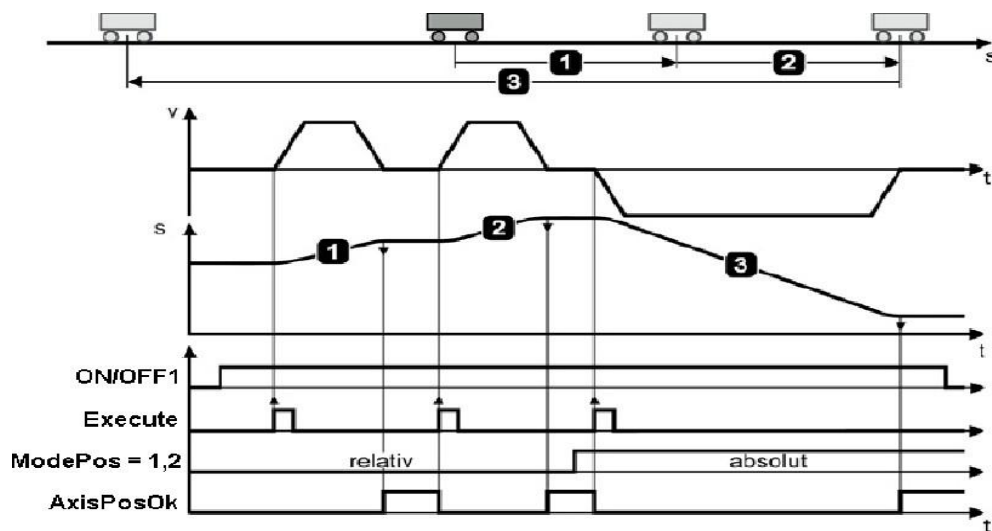 s
1
2
3
v
t
s
1
2
3
t
ON/OFF1
Execute
ModePos = 1,2
relativ
absolut
AxisPosOk
t